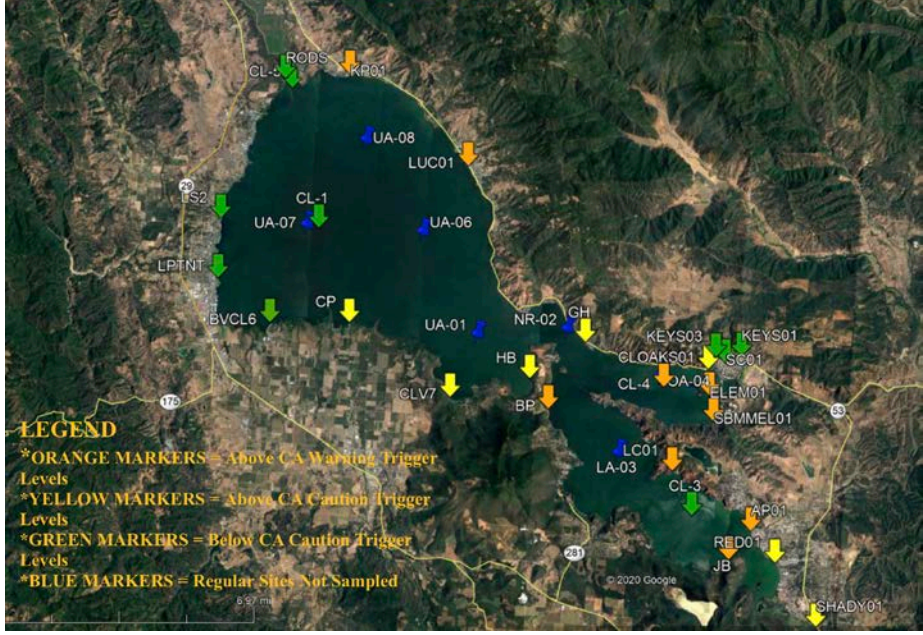 RODS
CL-5
KP01
UA-08
LUC01
29
LS2
CL-1
UA-07
UA-06
LPTNT
BVCL6
CP
UA-01
NR-02
GH
KEYS03
KEYS01
CLOAKS01
SC01
HB
CL-4
OA-04
ELEM01
CLV7
BP
SBMMEL01
175
53
LEGEND
*ORANGE MARKERS = Above CA Warning Trigger
Levels
*YELLOW MARKERS = Above CA Caution Trigger
Levels
*GREEN MARKERS = Below CA Caution Trigger
Levels
*BLUE MARKERS = Regular Sites Not Sampled
LC01
LA-03
CL-3
AP01
RED01
JB
281
© 2020 Google
6.97 mi
SHADY01